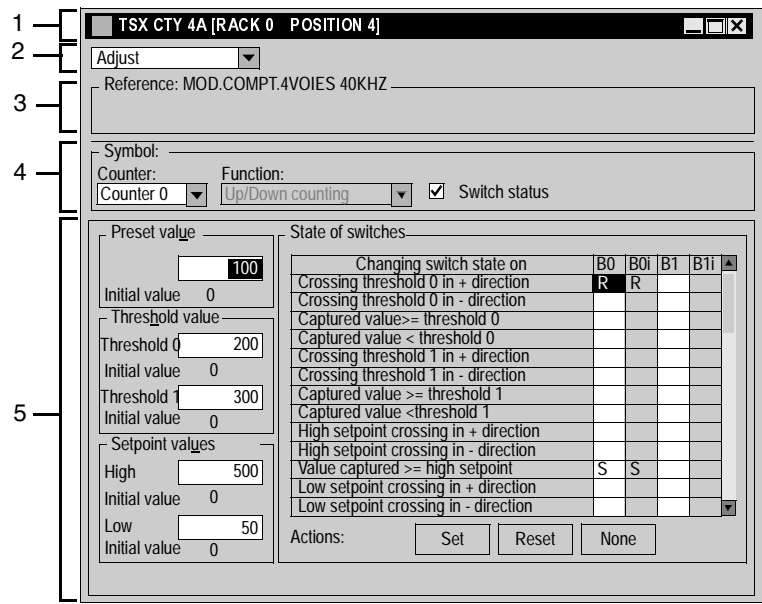 1
TSX CTY 4A [RACK 0 POSITION 4]
2
Adjust
3
Reference: MOD.COMPT.4VOIES 40KHZ
4
Symbol:
Counter: Function:
Counter 0 Up/Down counting Switch status
5
Preset value
100
Initial value 0
Threshold value
Threshold 0 200
Initial value 0
Threshold 1 300
Initial value 0
Setpoint values
High 500
Initial value 0
Low 50
Initial value 0
State of switches
Changing switch state on B0 B0i B1 B1i
Crossing threshold 0 in + direction R R
Crossing threshold 0 in - direction
Captured value>= threshold 0
Captured value < threshold 0
Crossing threshold 1 in + direction
Crossing threshold 1 in - direction
Captured value >= threshold 1
Captured value <threshold 1
High setpoint crossing in + direction
High setpoint crossing in - direction
Value captured >= high setpoint S S
Low setpoint crossing in + direction
Low setpoint crossing in - direction
Actions: Set Reset None